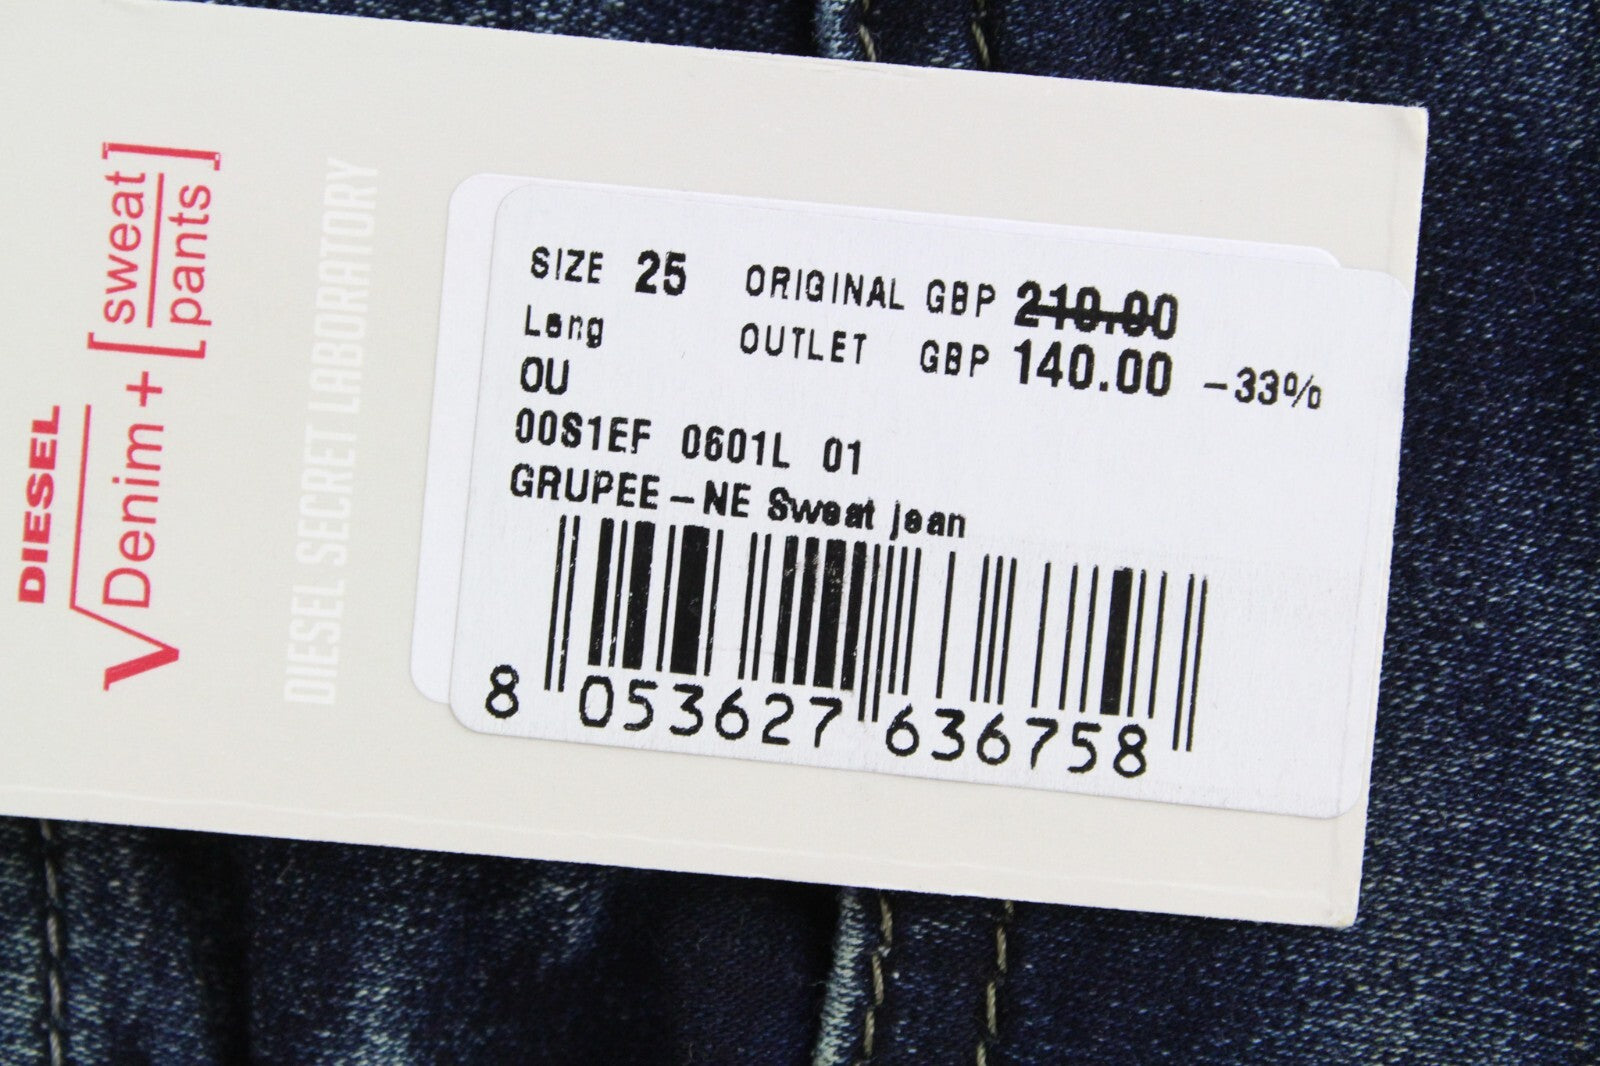 DIESEL
√Denim + [sweat
pants]
DIESEL SECRET LABORATORY
SIZE 25 ORIGINAL GBP 210.00
Leng OUTLET GBP 140.00 -33%
OU
00S1EF 0601L 01
GRUPEE-NE Sweat jean
8 053627 636758